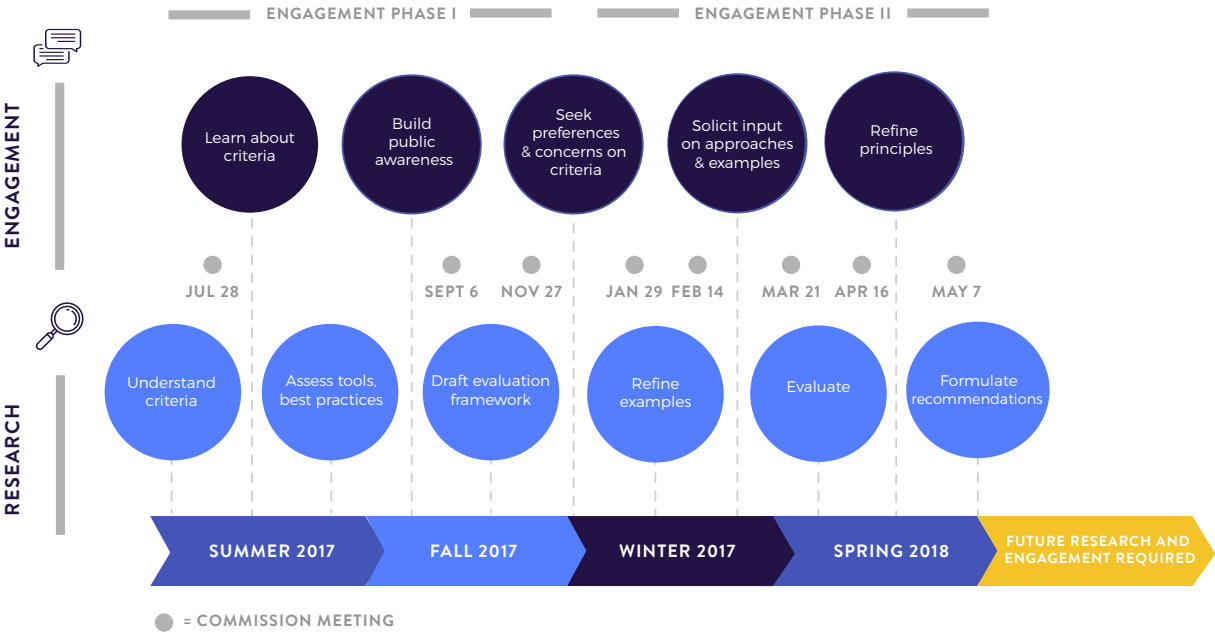 ENGAGEMENT PHASE I
ENGAGEMENT PHASE II
ENGAGEMENT
Learn about
criteria
Build
public
awareness
Seek
preferences
& concerns on
criteria
Solicit input
on approaches
& examples
Refine
principles
JUL 28
SEPT 6
NOV 27
JAN 29
FEB 14
MAR 21
APR 16
MAY 7
RESEARCH
Understand
criteria
Assess tools,
best practices
Draft evaluation
framework
Refine
examples
Evaluate
Formulate
recommendations
SUMMER 2017
FALL 2017
WINTER 2017
SPRING 2018
FUTURE RESEARCH AND
ENGAGEMENT REQUIRED
= COMMISSION MEETING